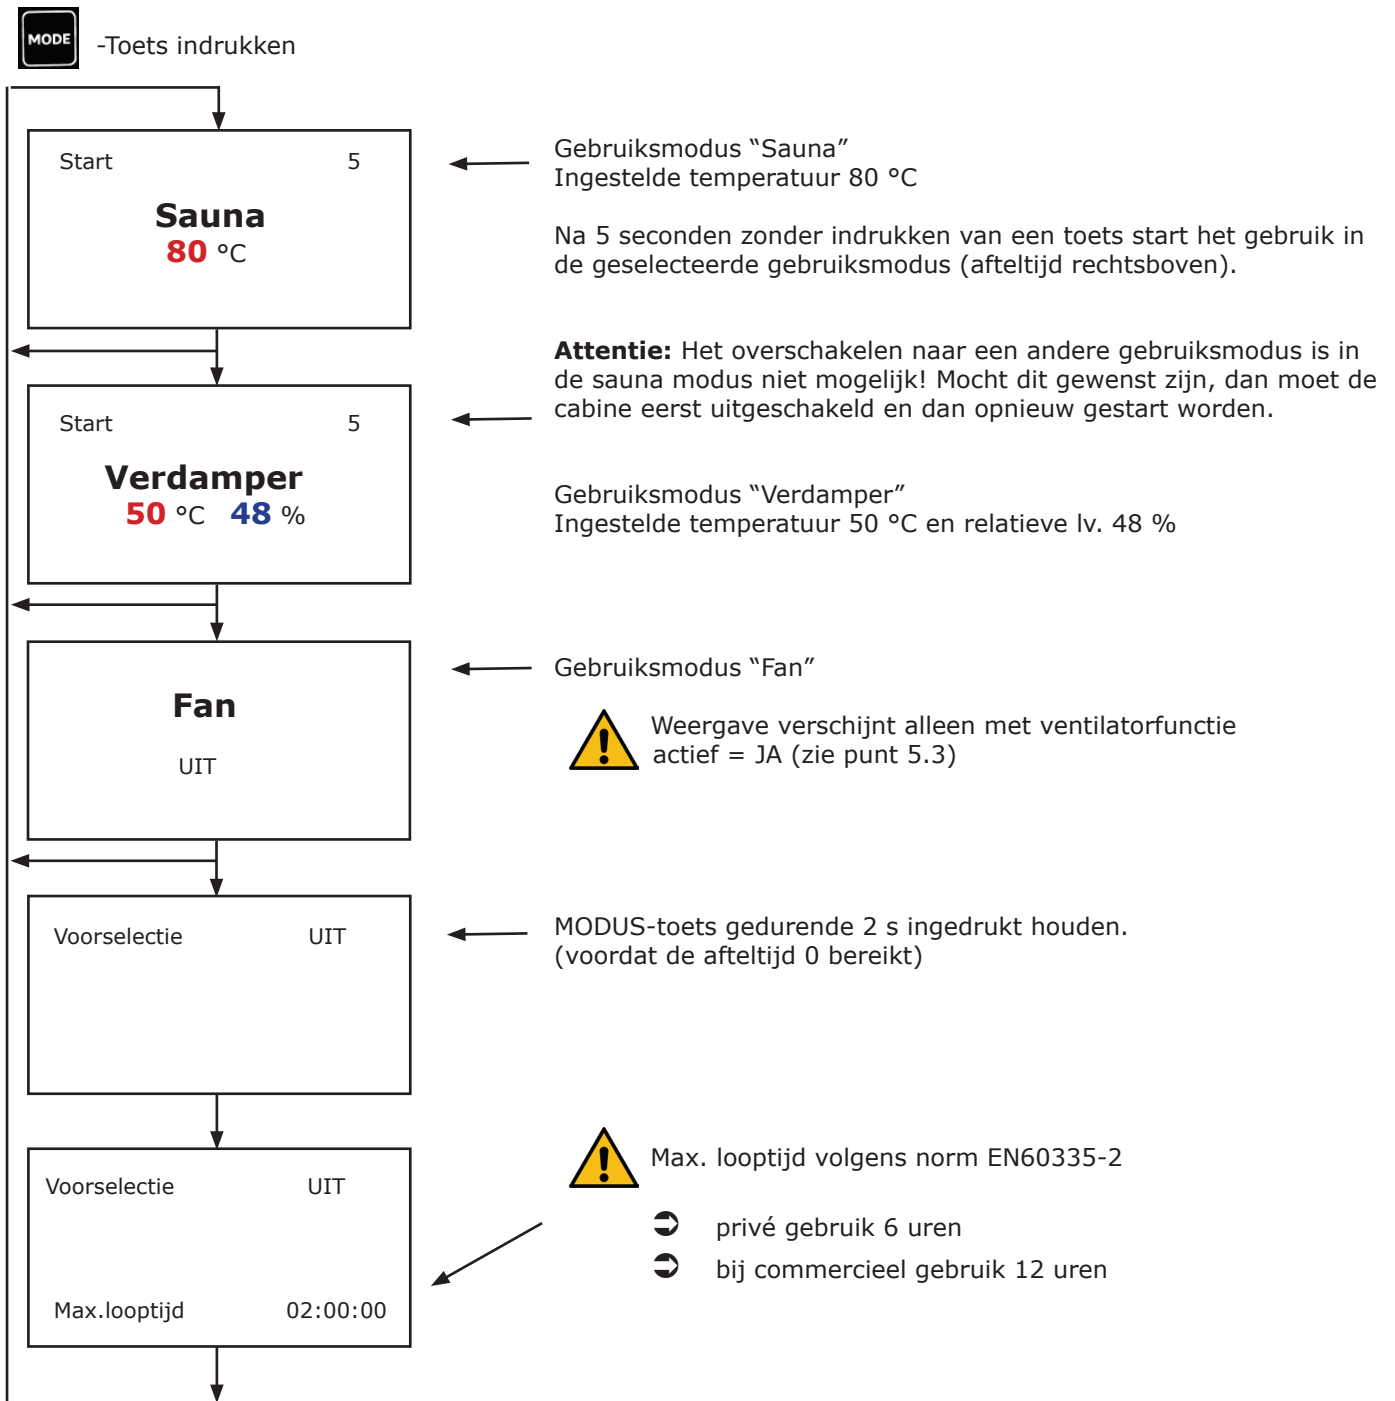 MODE -Toets indrukken
Start 5
Sauna
80 °C
Gebruiksmodus “Sauna”
Ingestelde temperatuur 80 °C
Na 5 seconden zonder indrukken van een toets start het gebruik in
de geselecteerde gebruiksmodus (afteltijd rechtsboven).
Attentie: Het overschakelen naar een andere gebruiksmodus is in
de sauna modus niet mogelijk! Mocht dit gewenst zijn, dan moet de
cabine eerst uitgeschakeld en dan opnieuw gestart worden.
Start 5
Verdamper
50 °C 48 %
Gebruiksmodus “Verdamper”
Ingestelde temperatuur 50 °C en relatieve lv. 48 %
Fan
UIT
Gebruiksmodus “Fan”
Weergave verschijnt alleen met ventilatorfunctie
actief = JA (zie punt 5.3)
Voorselectie UIT
MODUS-toets gedurende 2 s ingedrukt houden.
(voordat de afteltijd 0 bereikt)
Voorselectie UIT
Max.looptijd 02:00:00
Max. looptijd volgens norm EN60335-2
privé gebruik 6 uren
bij commercieel gebruik 12 uren